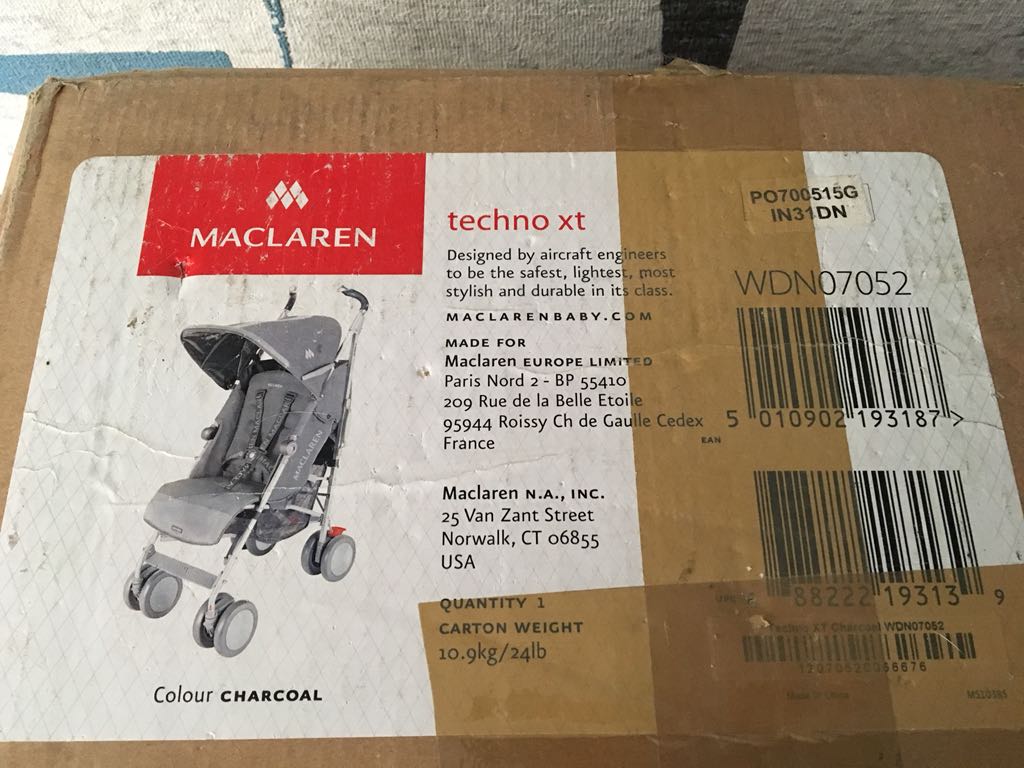 MACLAREN
techno xt
Designed by aircraft engineers
to be the safest, lightest, most
stylish and durable in its class.
MACLARENBABY.COM
MADE FOR
Maclaren EUROPE LIMITED
Paris Nord 2 - BP 55410
209 Rue de la Belle Etoile
95944 Roissy Ch de Gaulle Cedex
France
Maclaren N.A., INC.
25 Van Zant Street
Norwalk, CT 06855
USA
QUANTITY 1
CARTON WEIGHT
10.9kg/24lb
Colour CHARCOAL
MACLAREN
PO700515G
IN31DN
WDN07052
5 010902 193187 >
EAN
88222 19313 9
Techno XT Charcoal WDN07052
Made in China